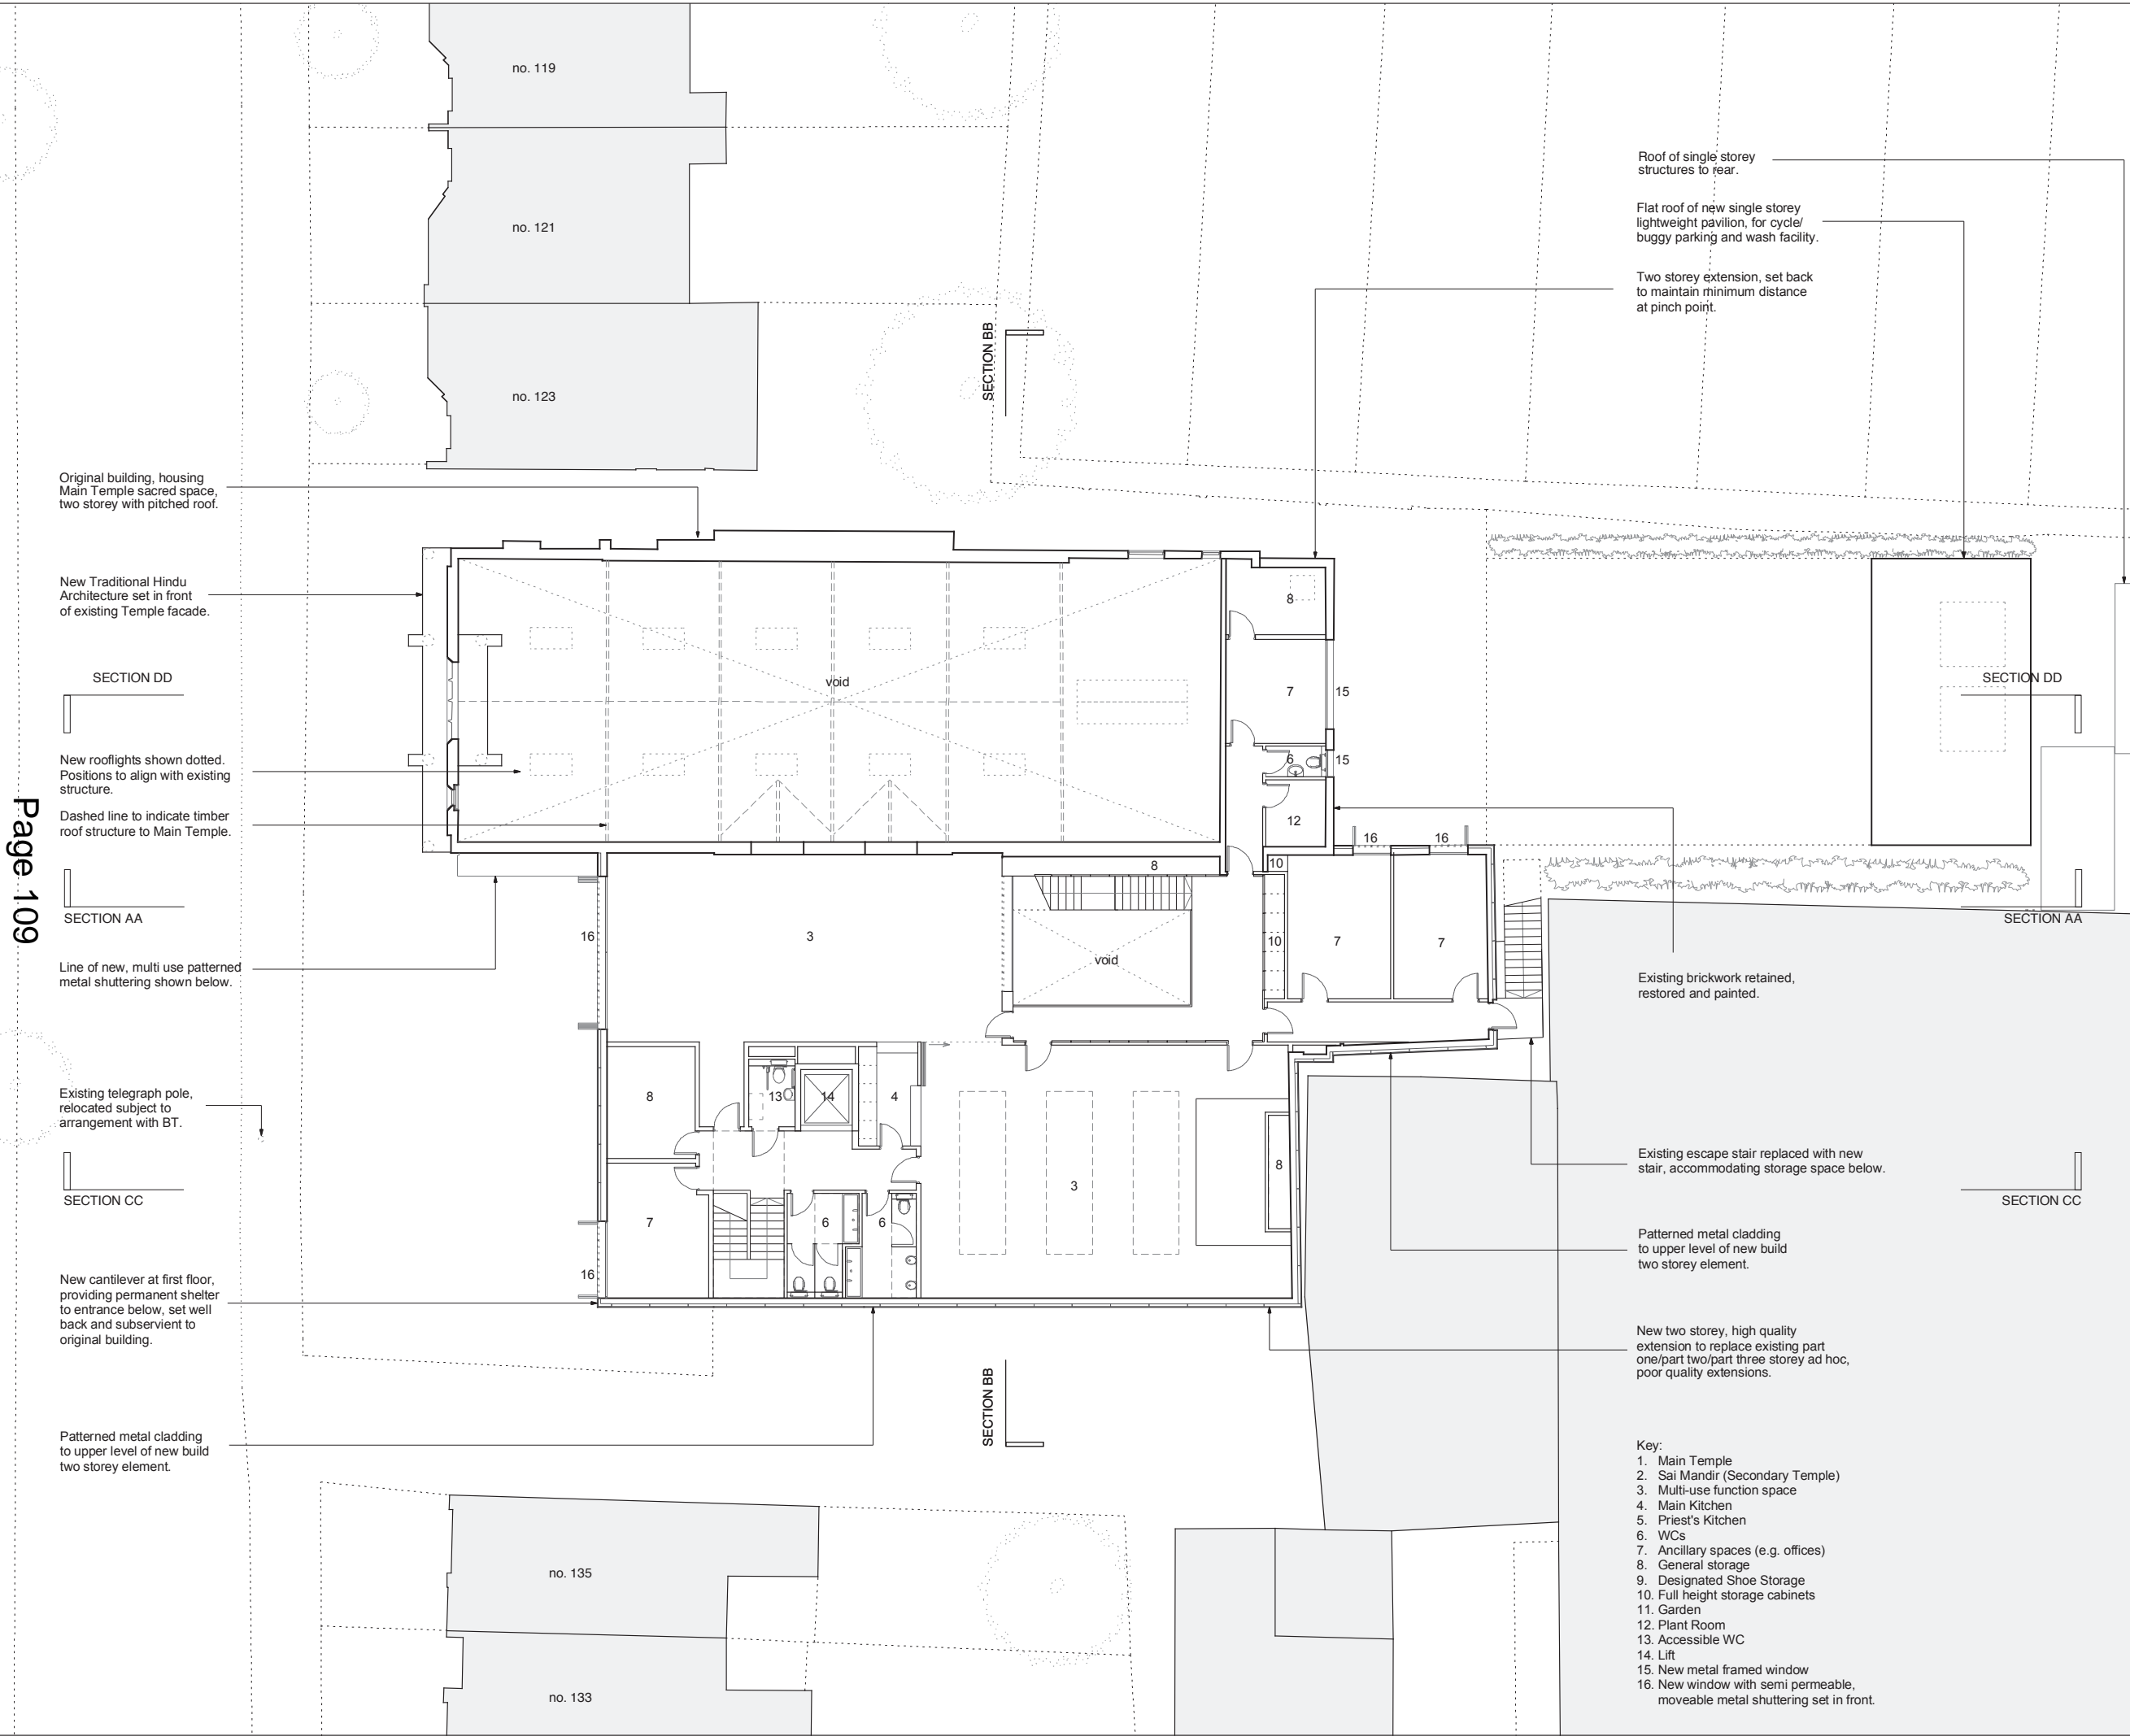 no. 119
no. 121
no. 123
Roof of single storey
structures to rear.
Flat roof of new single storey
lightweight pavilion, for cycle/
buggy parking and wash facility.
Two storey extension, set back
to maintain minimum distance
at pinch point.
SECTION BB
Original building, housing
Main Temple sacred space,
two storey with pitched roof.
New Traditional Hindu
Architecture set in front
of existing Temple facade.
SECTION DD
New rooflights shown dotted.
Positions to align with existing
structure.
Dashed line to indicate timber
roof structure to Main Temple.
SECTION AA
Line of new, multi use patterned
metal shuttering shown below.
Existing telegraph pole,
relocated subject to
arrangement with BT.
SECTION CC
New cantilever at first floor,
providing permanent shelter
to entrance below, set well
back and subservient to
original building.
Patterned metal cladding
to upper level of new build
two storey element.
Page 109
void
8
7
15
6
15
12
16
16
8
10
16
3
void
10
7
7
8
13
14
4
8
3
7
6
6
16
SECTION DD
SECTION AA
Existing brickwork retained,
restored and painted.
Existing escape stair replaced with new
stair, accommodating storage space below.
SECTION CC
Patterned metal cladding
to upper level of new build
two storey element.
New two storey, high quality
extension to replace existing part
one/part two/part three storey ad hoc,
poor quality extensions.
SECTION BB
no. 135
no. 133
Key:
1. Main Temple
2. Sai Mandir (Secondary Temple)
3. Multi-use function space
4. Main Kitchen
5. Priest's Kitchen
6. WCs
7. Ancillary spaces (e.g. offices)
8. General storage
9. Designated Shoe Storage
10. Full height storage cabinets
11. Garden
12. Plant Room
13. Accessible WC
14. Lift
15. New metal framed window
16. New window with semi permeable,
moveable metal shuttering set in front.